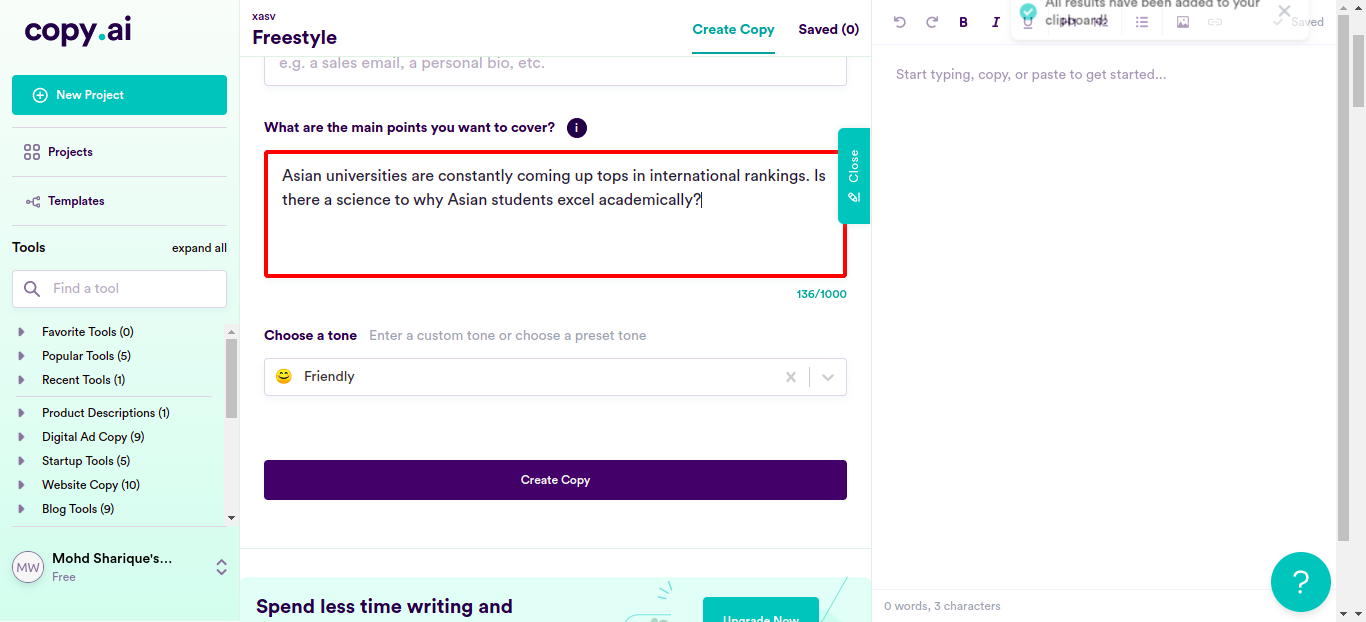 copy.ai
New Project
Projects
Templates
Tools
expand all
Find a tool
Favorite Tools (0)
Popular Tools (5)
Recent Tools (1)
Product Descriptions (1)
Digital Ad Copy (9)
Startup Tools (5)
Website Copy (10)
Blog Tools (9)
MW
Mohd Sharique's...
Free
xasv
Freestyle
Create Copy
Saved (0)
e.g. a sales email, a personal bio, etc.
What are the main points you want to cover? i
Asian universities are constantly coming up tops in international rankings. Is
there a science to why Asian students excel academically?
136/1000
Choose a tone
Enter a custom tone or choose a preset tone
Friendly
Create Copy
Spend less time writing and
Upgrade Now
Close
All results have been added to your
clipboard!
B I U H1 H2
Saved
Start typing, copy, or paste to get started...
0 words, 3 characters
?